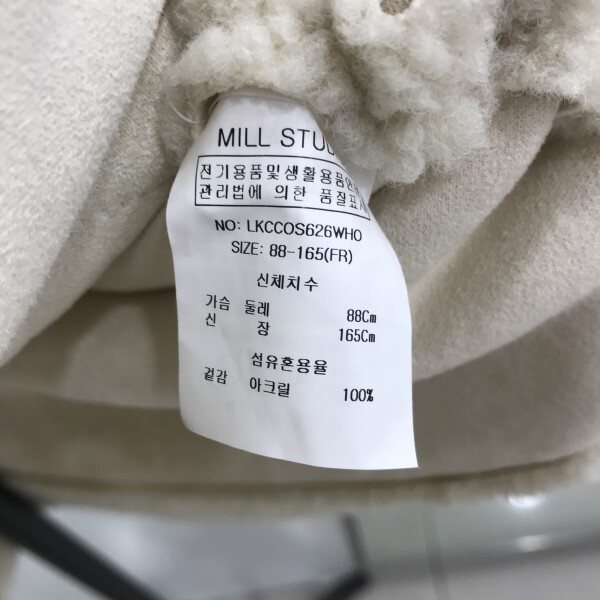 MILL
전기용품및생활용품
관리법에 의한 품질표
NO: LKCCOS626WHO
SIZE: 88-165(FR)
신체치수
가슴 둘레 88Cm
신 장 165Cm
섬유혼용율
겉감 아크릴 100%